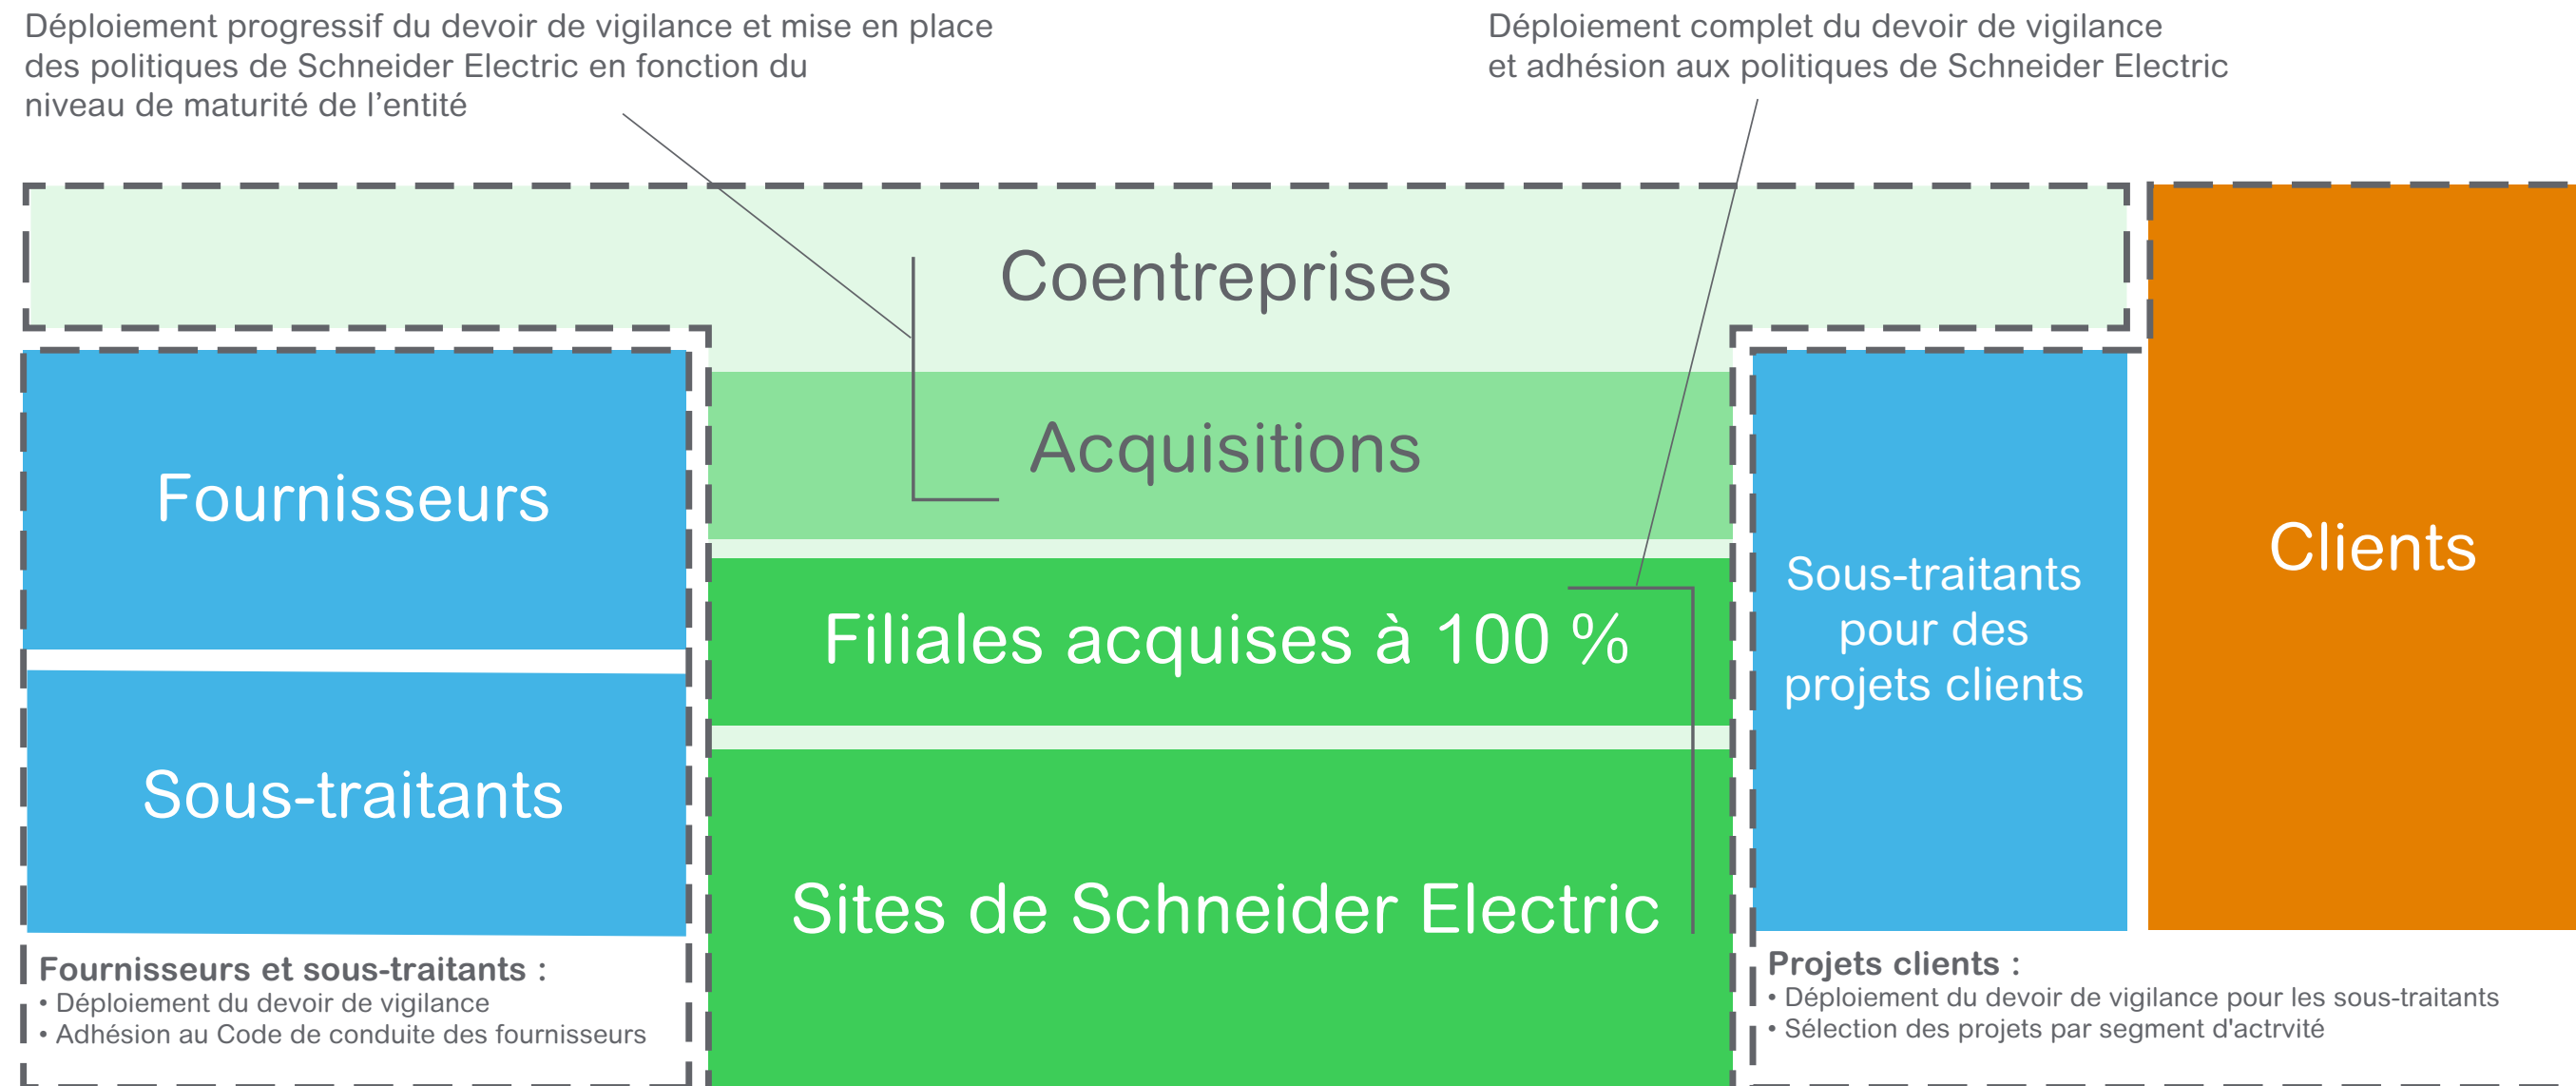 Déploiement progressif du devoir de vigilance et mise en place
des politiques de Schneider Electric en fonction du
niveau de maturité de l’entité
Déploiement complet du devoir de vigilance
et adhésion aux politiques de Schneider Electric
Coentreprises
Acquisitions
Filiales acquises à 100 %
Sites de Schneider Electric
Fournisseurs
Sous-traitants
Fournisseurs et sous-traitants :
• Déploiement du devoir de vigilance
• Adhésion au Code de conduite des fournisseurs
Sous-traitants
pour des
projets clients
Clients
Projets clients :
• Déploiement du devoir de vigilance pour les sous-traitants
• Sélection des projets par segment d'actrvité